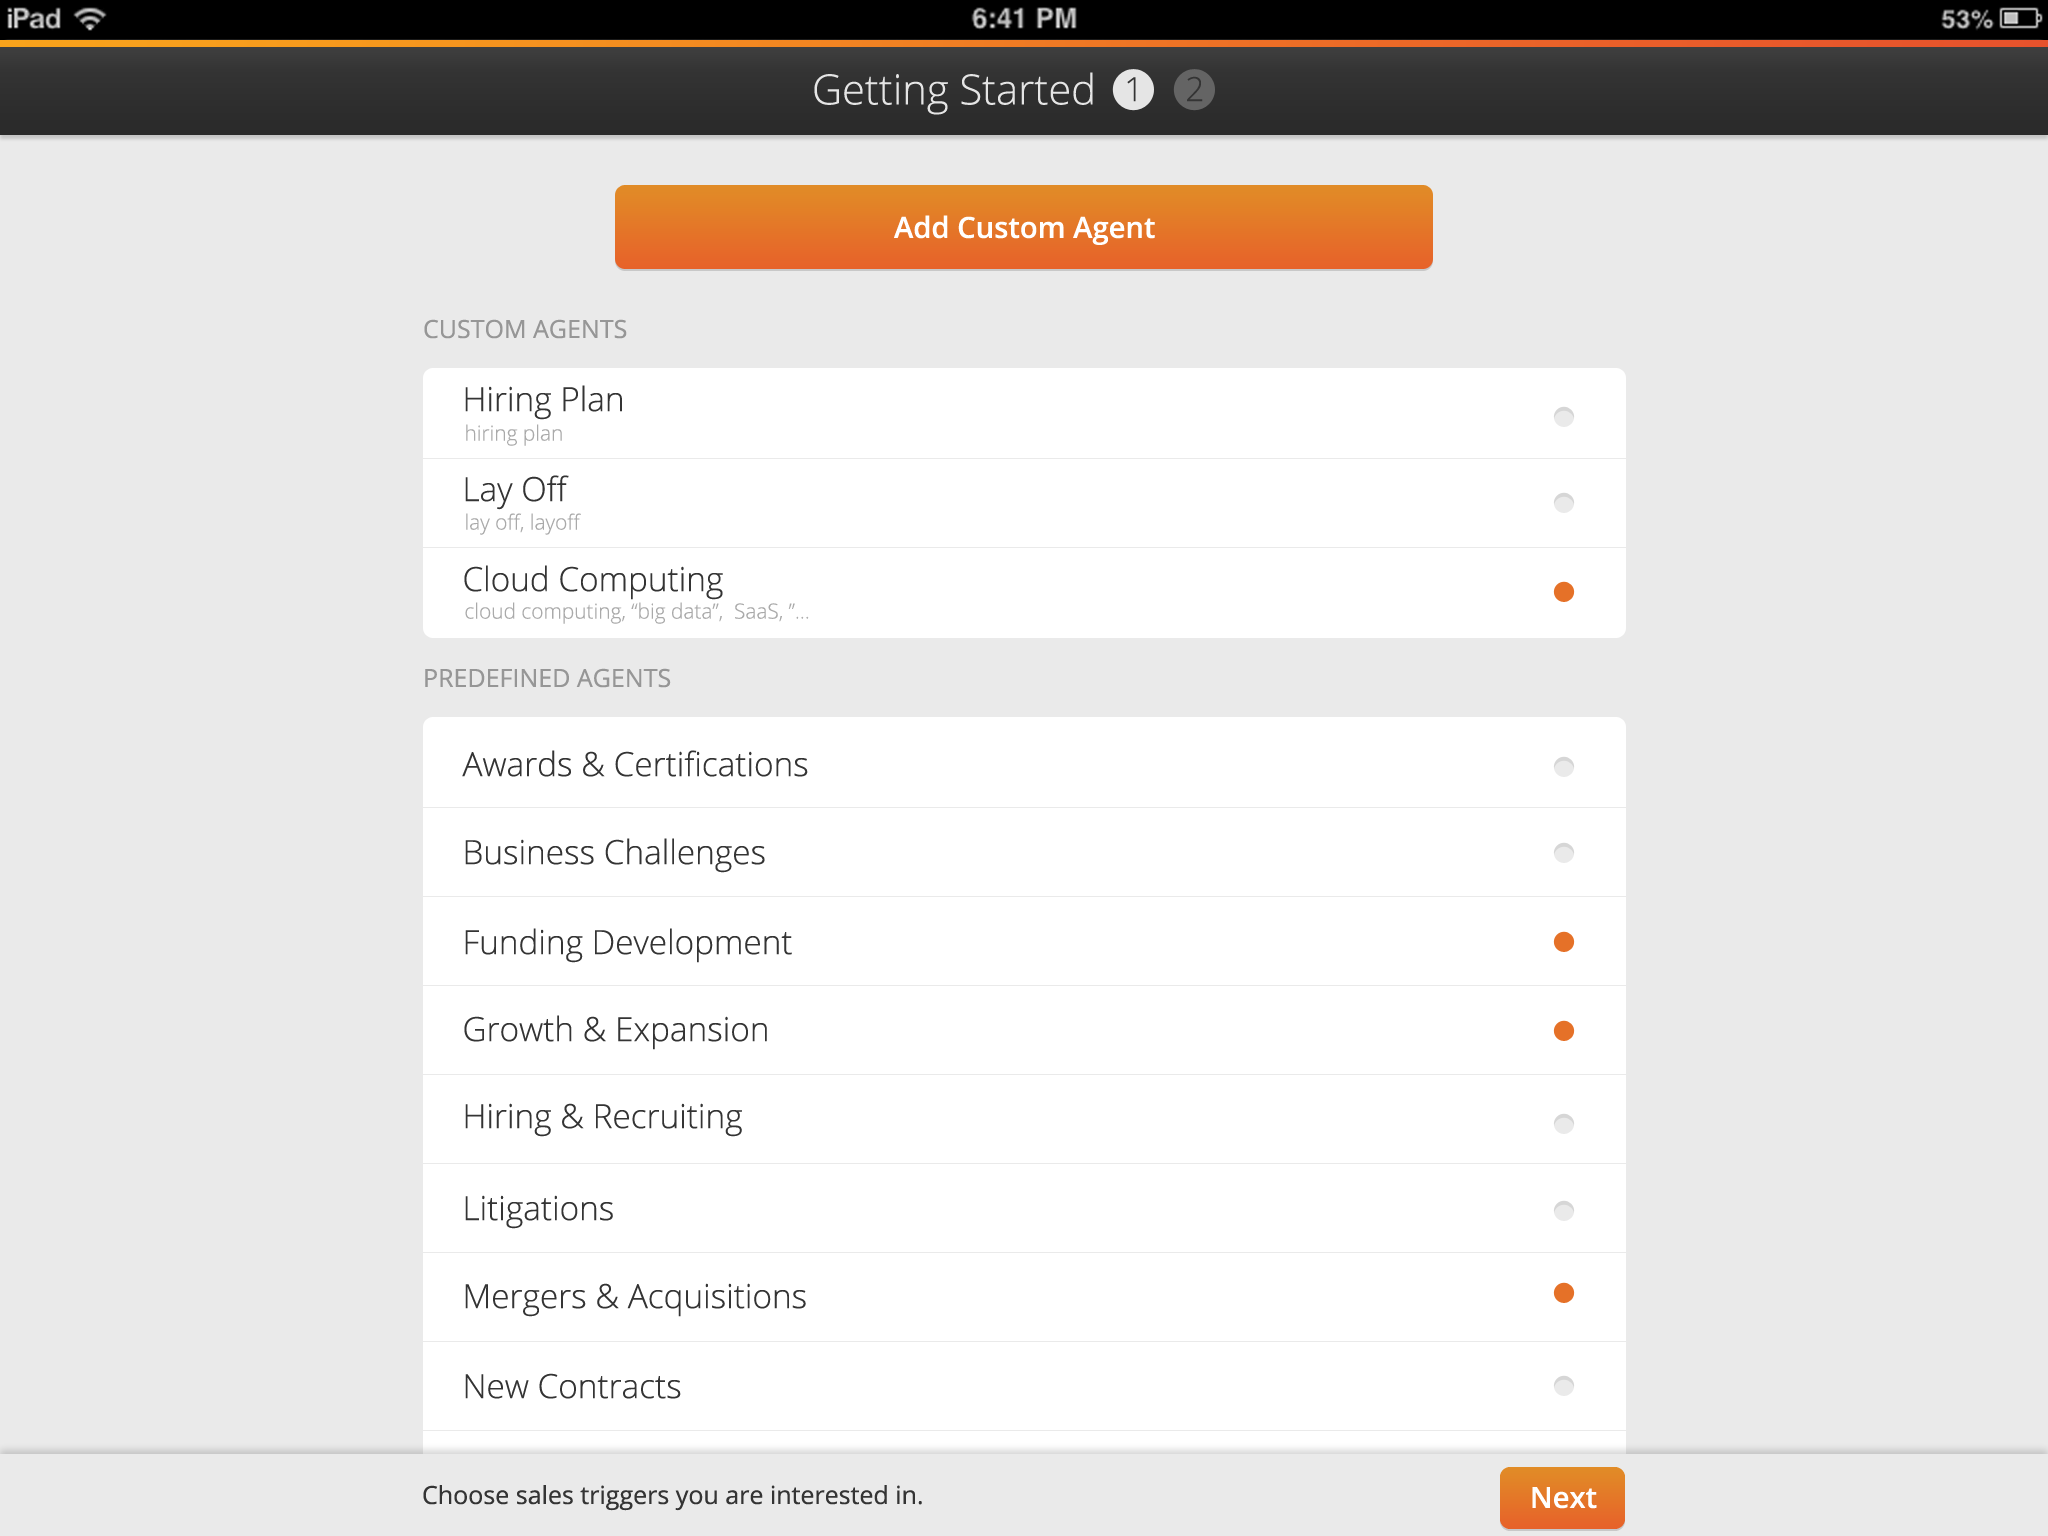 iPad
6:41 PM
53%
Getting Started 1 2
Add Custom Agent
CUSTOM AGENTS
Hiring Plan
hiring plan
Lay Off
lay off, layoff
Cloud Computing
cloud computing, “big data”,  SaaS, ”...
PREDEFINED AGENTS
Awards & Certifications
Business Challenges
Funding Development
Growth & Expansion
Hiring & Recruiting
Litigations
Mergers & Acquisitions
New Contracts
Choose sales triggers you are interested in.
Next